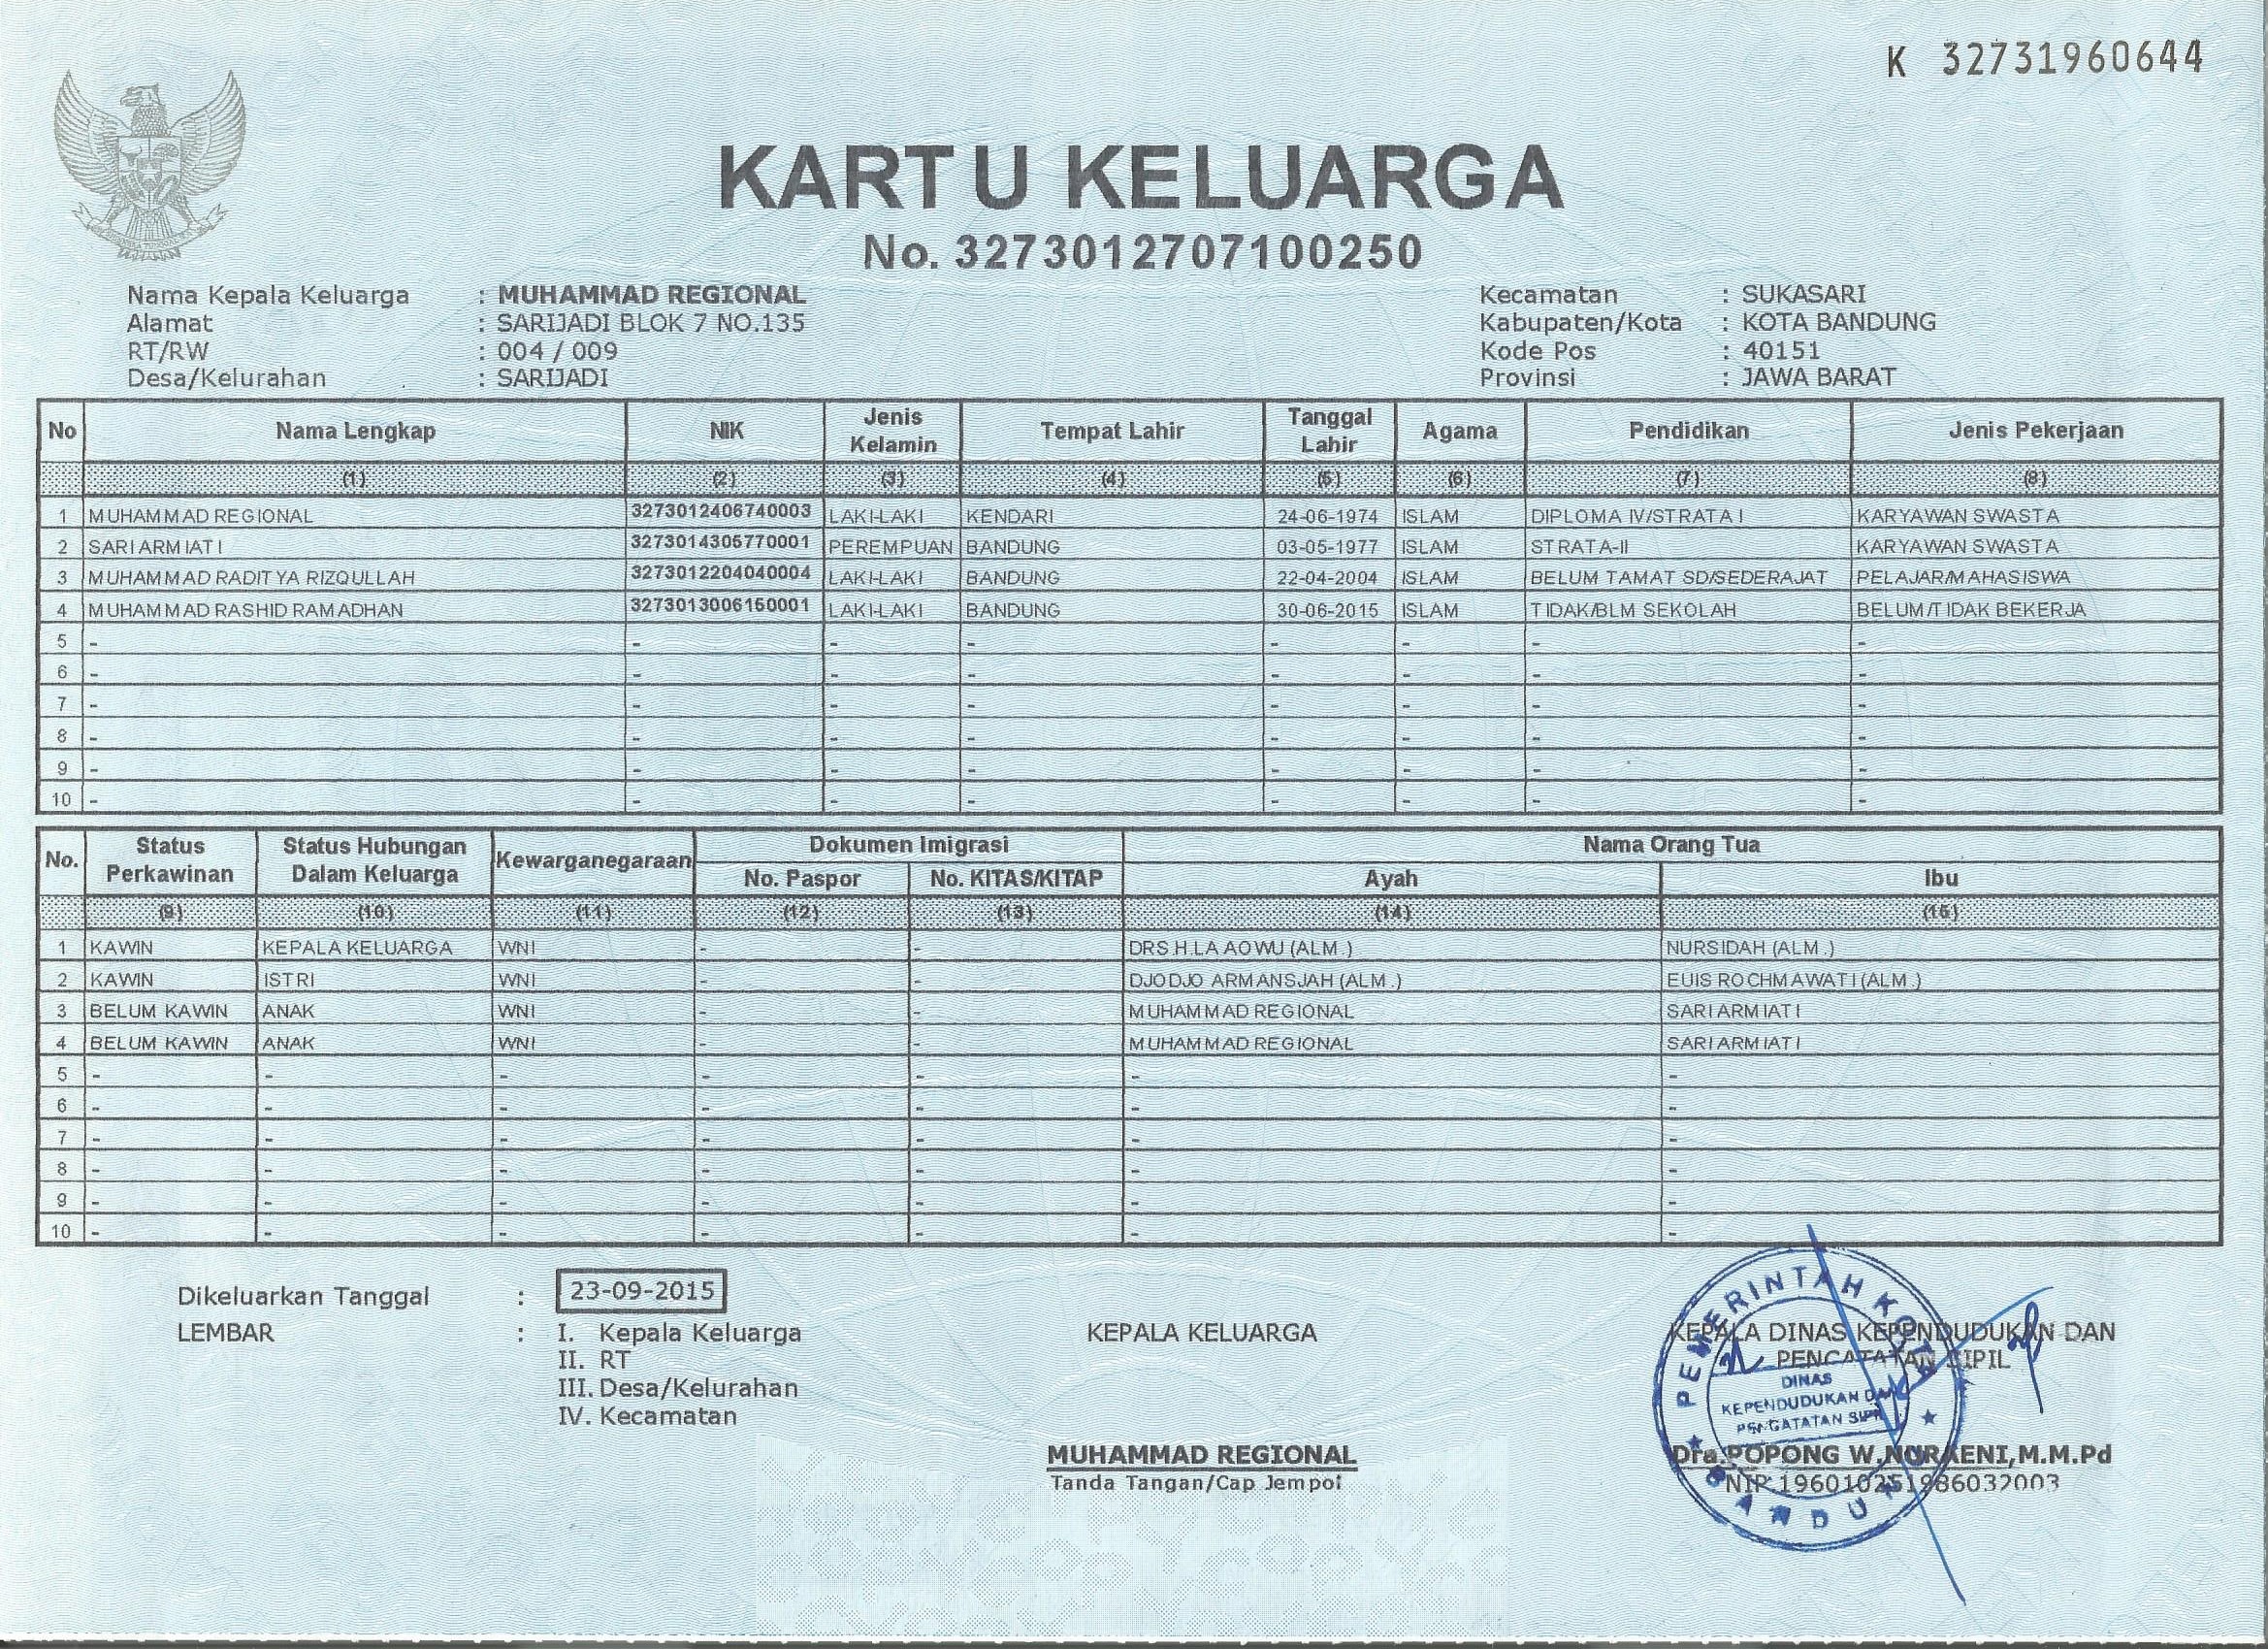 K 32731960644
KARTU KELUARGA
No. 3273012707100250
Nama Kepala Keluarga : MUHAMMAD REGIONAL
Alamat : SARIJADI BLOK 7 NO.135
RT/RW : 004 / 009
Desa/Kelurahan : SARIJADI
Kecamatan : SUKASARI
Kabupaten/Kota : KOTA BANDUNG
Kode Pos : 40151
Provinsi : JAWA BARAT
No Nama Lengkap NIK Jenis Kelamin Tempat Lahir Tanggal Lahir Agama Pendidikan Jenis Pekerjaan
(1) (2) (3) (4) (5) (6) (7) (8)
1 MUHAMMAD REGIONAL 3273012406740003 LAKI-LAKI KENDARI 24-06-1974 ISLAM DIPLOMA IV/STRATA I KARYAWAN SWASTA
2 SARI ARMIATI 3273014305770001 PEREMPUAN BANDUNG 03-05-1977 ISLAM STRATA-II KARYAWAN SWASTA
3 MUHAMMAD RADITYA RIZQULLAH 3273012204040004 LAKI-LAKI BANDUNG 22-04-2004 ISLAM BELUM TAMAT SD/SEDERAJAT PELAJAR/MAHASISWA
4 MUHAMMAD RASHID RAMADHAN 3273013006150001 LAKI-LAKI BANDUNG 30-06-2015 ISLAM TIDAK/BLM SEKOLAH BELUM/TIDAK BEKERJA
5 - - - - - - - -
6 - - - - - - - -
7 - - - - - - - -
8 - - - - - - - -
9 - - - - - - - -
10 - - - - - - - -
No. Status Perkawinan Status Hubungan Dalam Keluarga Kewarganegaraan Dokumen Imigrasi Nama Orang Tua
No. Paspor No. KITAS/KITAP Ayah Ibu
(9) (10) (11) (12) (13) (14) (15)
1 KAWIN KEPALA KELUARGA WNI - - DRS.H.LA AOWU (ALM.) NURSIDAH (ALM.)
2 KAWIN ISTRI WNI - - DJODJO ARMANSJAH (ALM.) EUIS ROCHMAWATI (ALM.)
3 BELUM KAWIN ANAK WNI - - MUHAMMAD REGIONAL SARI ARMIATI
4 BELUM KAWIN ANAK WNI - - MUHAMMAD REGIONAL SARI ARMIATI
5 - - - - - - -
6 - - - - - - -
7 - - - - - - -
8 - - - - - - -
9 - - - - - - -
10 - - - - - - -
Dikeluarkan Tanggal : 23-09-2015
LEMBAR : I. Kepala Keluarga
II. RT
III. Desa/Kelurahan
IV. Kecamatan
KEPALA KELUARGA
MUHAMMAD REGIONAL
Tanda Tangan/Cap Jempol
KEPALA DINAS KEPENDUDUKAN DAN
PENCATATAN SIPIL
Dra.POPONG W.NURAENI,M.M.Pd
NIP.196010251986032003
PEMERINTAH KOTA
DINAS
KEPENDUDUKAN DAN
PENCATATAN SIPIL
BANDUNG